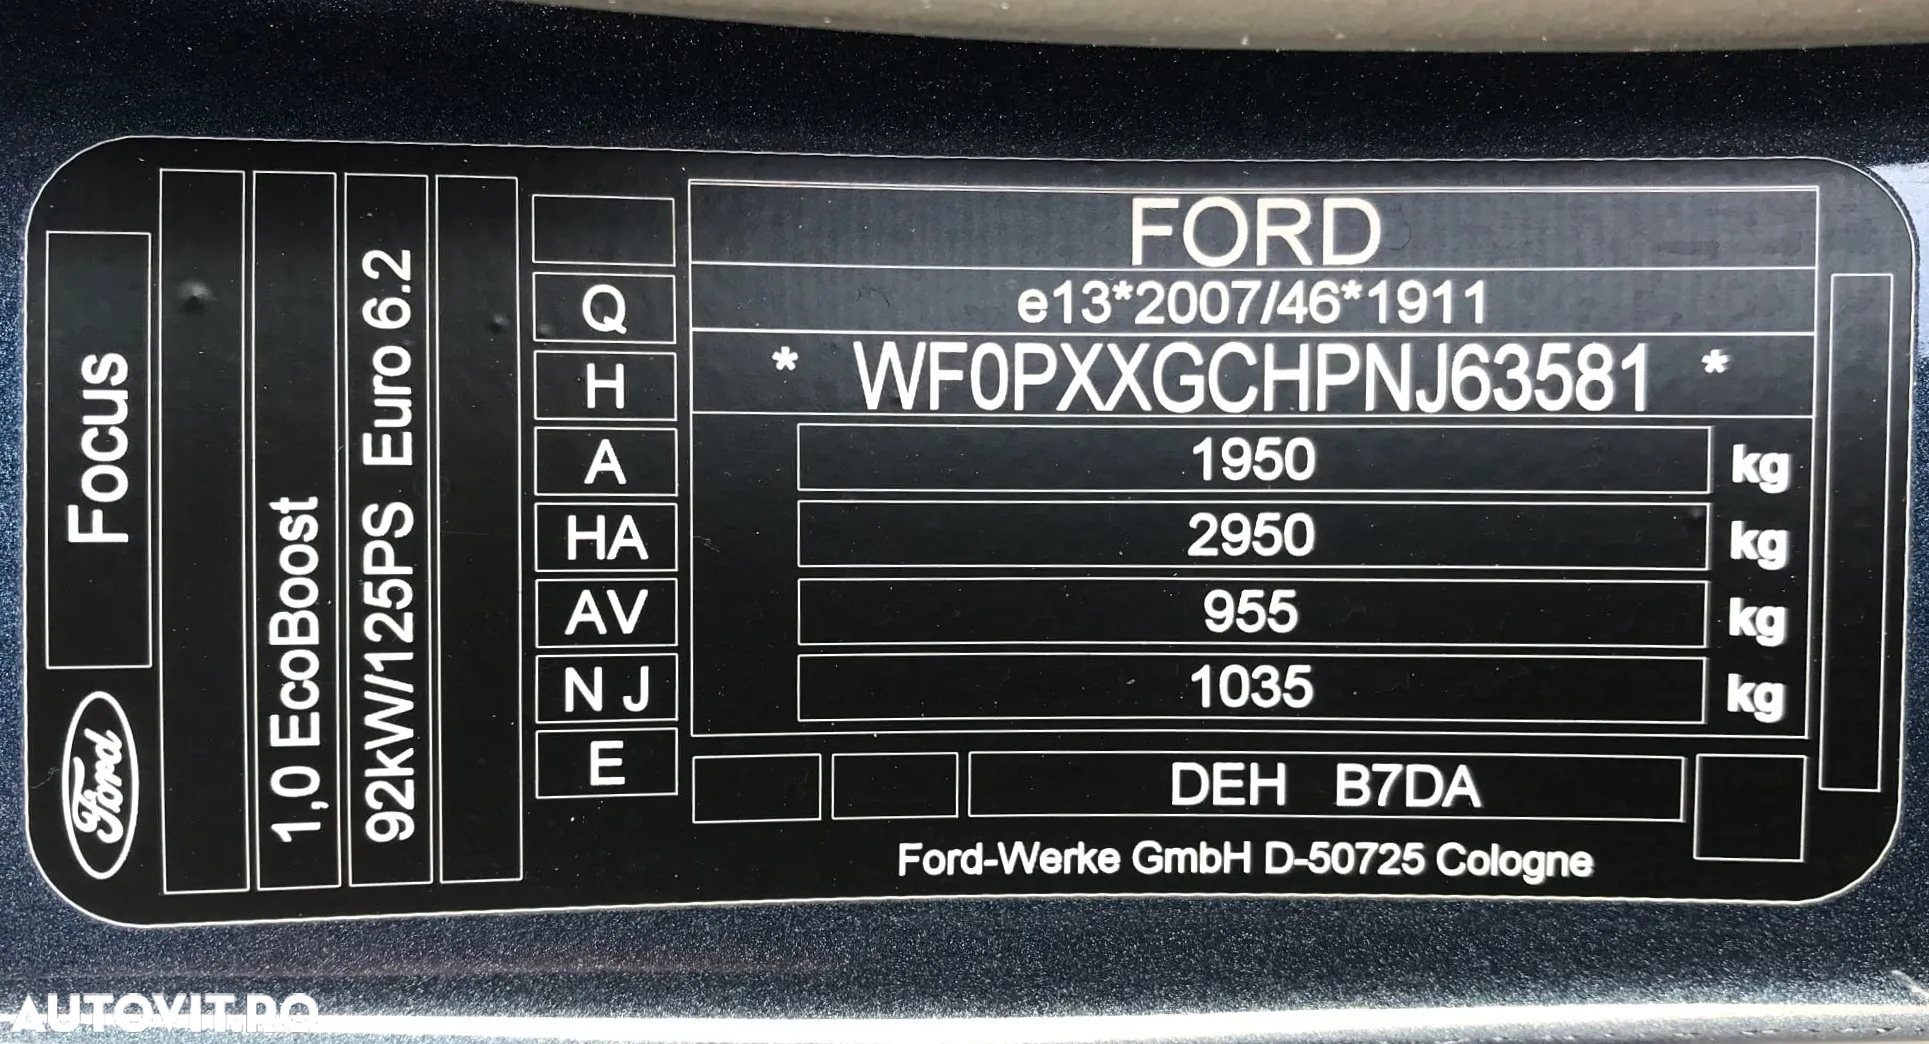 FORD
e13*2007/46*1911
* WF0PXXGCHPNJ63581 *
1950 kg
2950 kg
955 kg
1035 kg
DEH B7DA
Ford-Werke GmbH D-50725 Cologne
Q
H
A
HA
AV
N J
E
Focus
Ford
1,0 EcoBoost
92kW/125PS Euro 6.2
AUTOVIT.RO